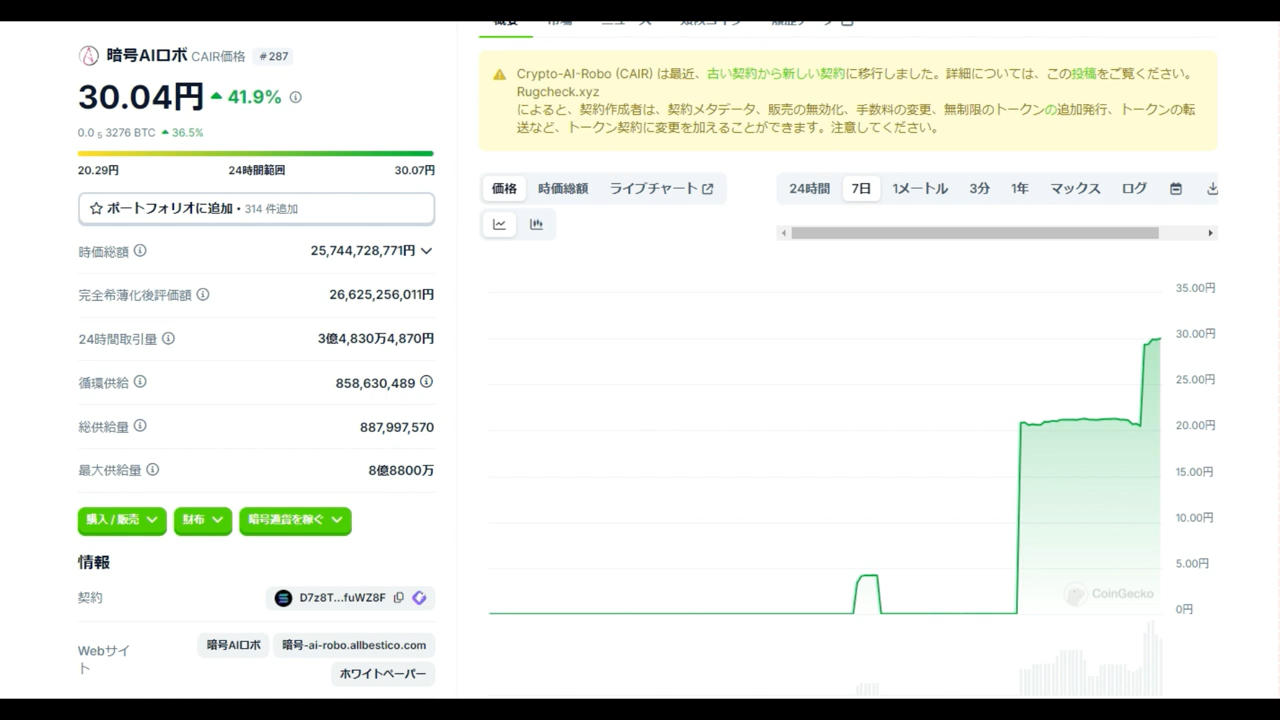 暗号AIロボ CAIR価格 #287
30.04円 41.9%
0.0 5 3276 BTC 36.5%
20.29円 24時間範囲 30.07円
ポートフォリオに追加・314 件追加
時価総額 25,744,728,771円
完全希薄化後評価額 26,625,256,011円
24時間取引量 3億4,830万4,870円
循環供給 858,630,489
総供給量 887,997,570
最大供給量 8億8800万
購入 / 販売 財布 暗号通貨を稼ぐ
情報
契約 D7z8T...fuWZ8F
Webサイト
暗号AIロボ 暗号-ai-robo.allbestico.com
ホワイトペーパー
概要
Crypto-AI-Robo (CAIR) は最近、古い契約から新しい契約に移行しました。詳細については、この投稿をご覧ください。
Rugcheck.xyz
によると、契約作成者は、契約メタデータ、販売の無効化、手数料の変更、無制限のトークンの追加発行、トークンの転
送など、トークン契約に変更を加えることができます。注意してください。
価格 時価総額 ライブチャート
24時間 7日 1メートル 3分 1年 マックス ログ
35.00円
30.00円
25.00円
20.00円
15.00円
10.00円
5.00円
0円
CoinGecko